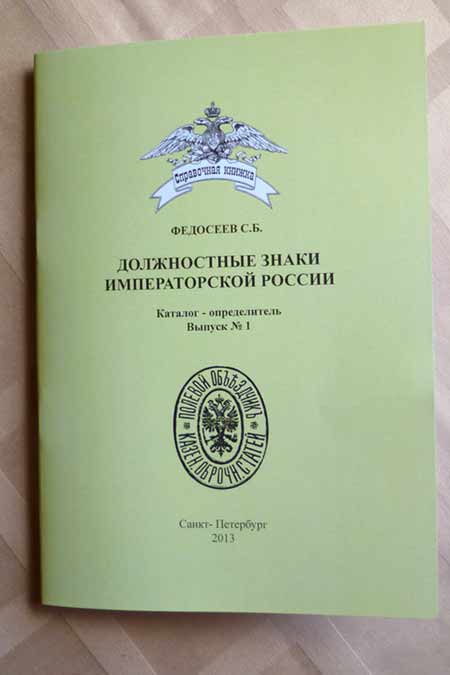 Справочная книжка
ФЕДОСЕЕВ С.Б.
ДОЛЖНОСТНЫЕ ЗНАКИ
ИМПЕРАТОРСКОЙ РОССИИ
Каталог - определитель
Выпуск № 1
ПОЛЕВОЙ ОБЪѢЗДЧИКЪ
КАЗЕН. ОБРОЧН. СТАТЕЙ
Санкт- Петербург
2013